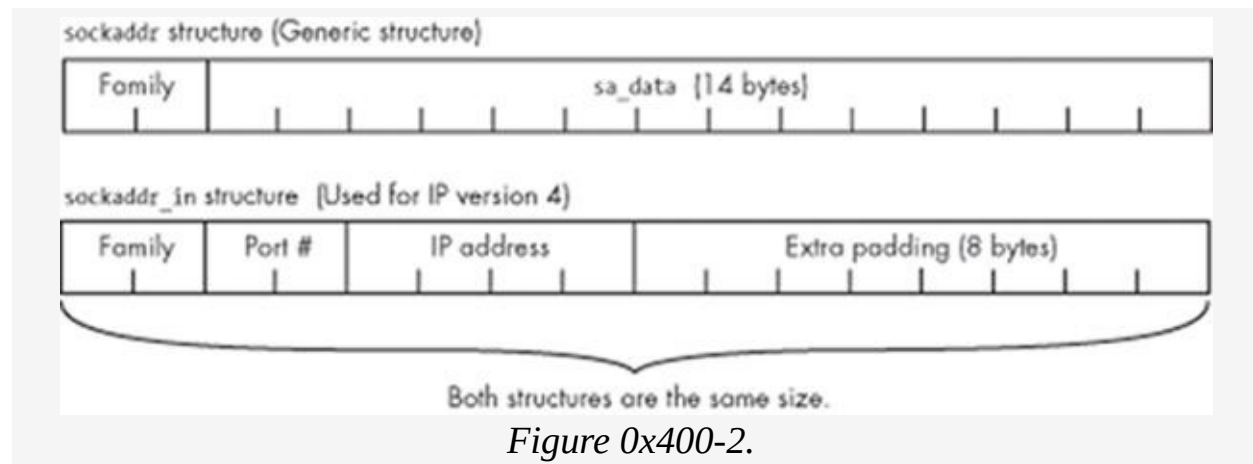 sockaddr structure (Generic structure)
Family
sa_data (14 bytes)
sockaddr_in structure (Used for IP version 4)
Family Port # IP address Extra padding (8 bytes)
Both structures are the same size.
Figure 0x400-2.